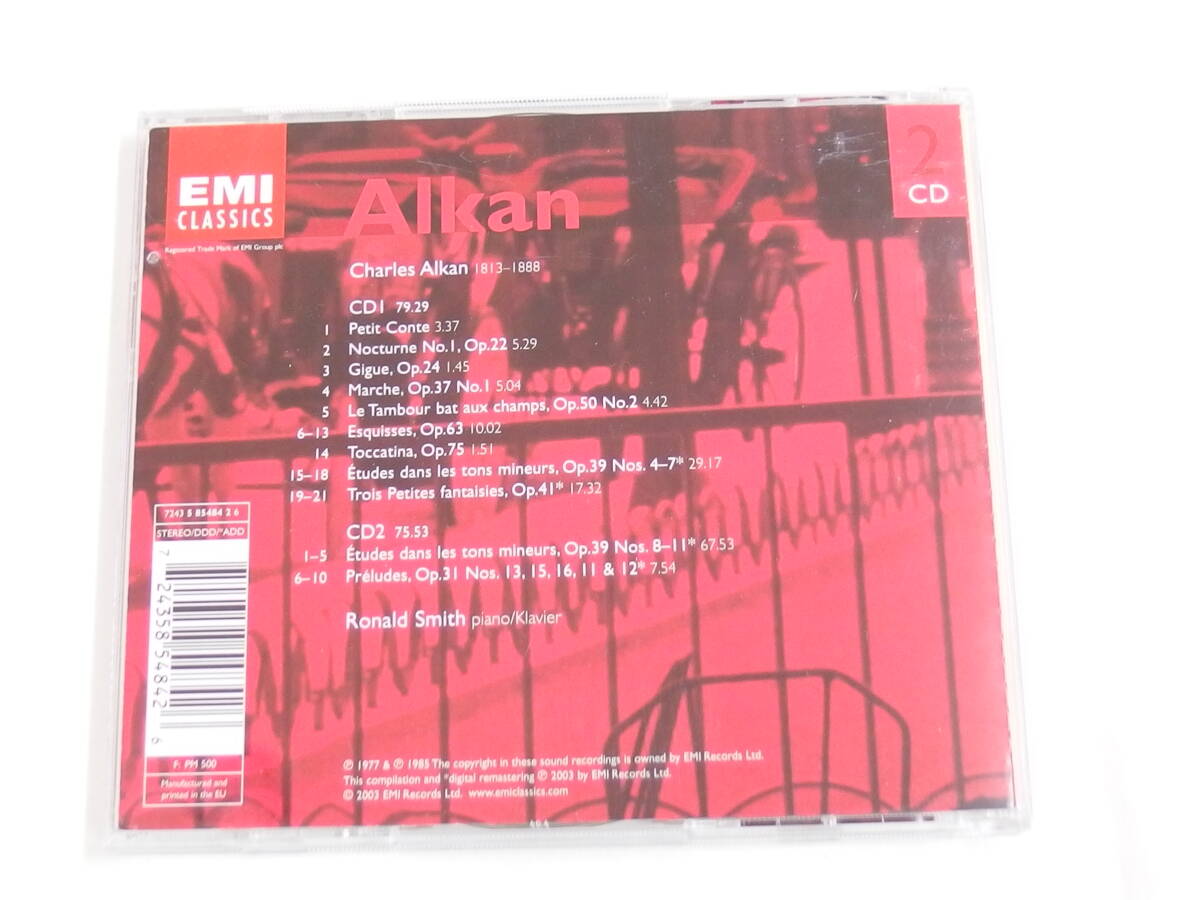 EMI
CLASSICS
Registered Trade Mark of EMI Group plc
2
CD
Alkan
Charles Alkan 1813–1888
CD1 79.29
1 Petit Conte 3.37
2 Nocturne No.1, Op.22 5.29
3 Gigue, Op.24 1.45
4 Marche, Op.37 No.1 5.04
5 Le Tambour bat aux champs, Op.50 No.2 4.42
6–13 Esquisses, Op.63 10.02
14 Toccatina, Op.75 1.51
15–18 Études dans les tons mineurs, Op.39 Nos. 4–7* 29.17
19–21 Trois Petites fantaisies, Op.41* 17.32
CD2 75.53
1–5 Études dans les tons mineurs, Op.39 Nos. 8–11* 67.53
6–10 Préludes, Op.31 Nos. 13, 15, 16, 11 & 12* 7.54
Ronald Smith piano/Klavier
7243 5 85484 2 6
STEREO/DDD/*ADD
7 24358 54842 6
F: PM 500
Manufactured and
printed in the EU
℗ 1977 & ℗ 1985 The copyright in these sound recordings is owned by EMI Records Ltd.
This compilation and *digital remastering ℗ 2003 by EMI Records Ltd.
© 2003 EMI Records Ltd. www.emiclassics.com